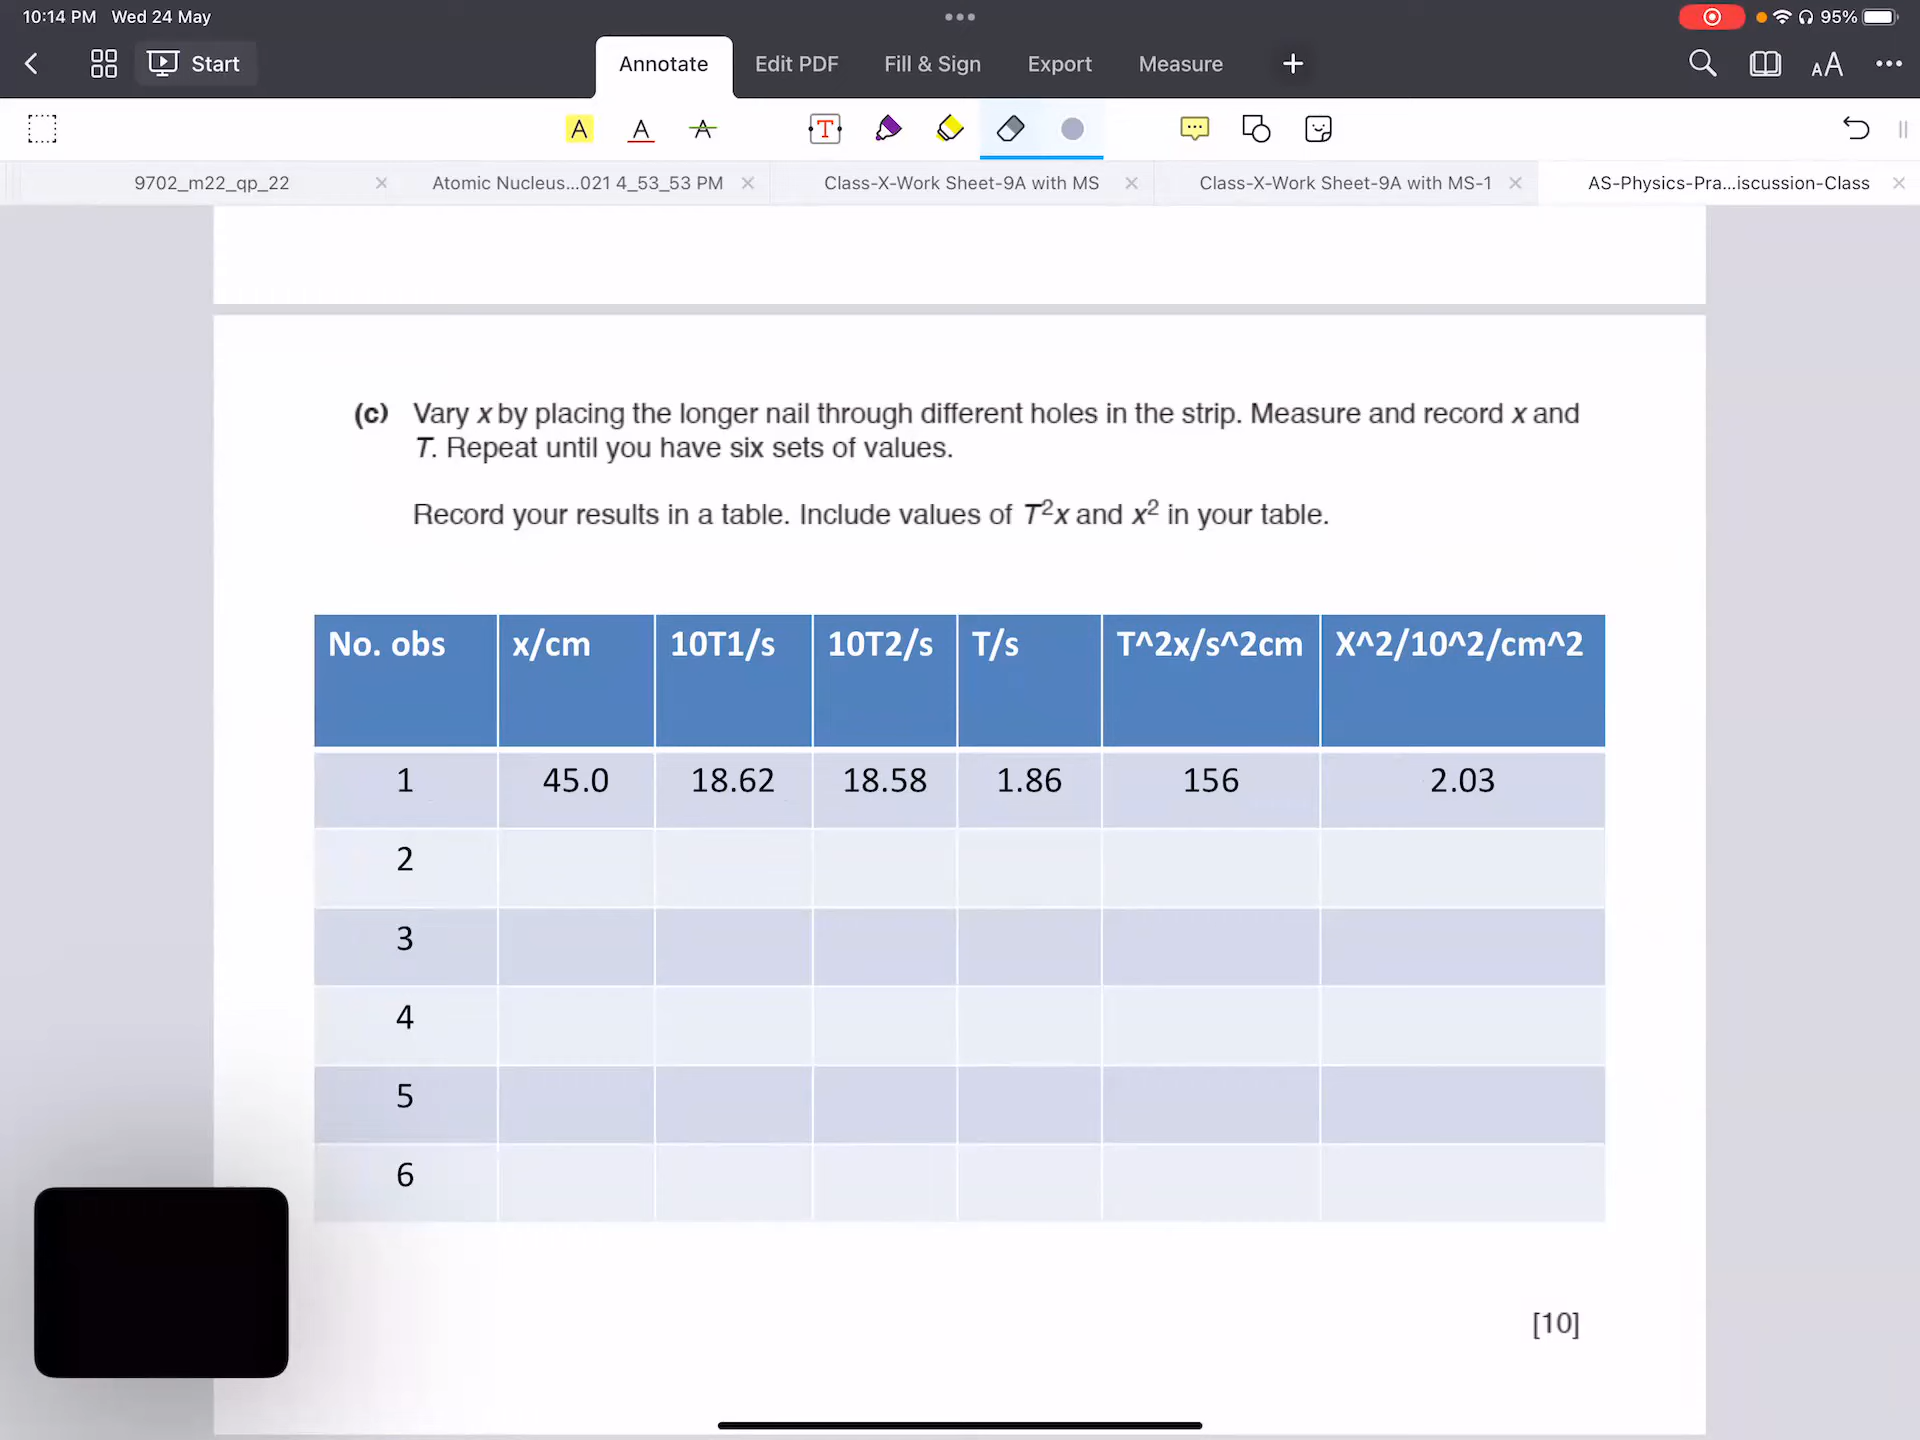 10:14 PM Wed 24 May
95%
Start
Annotate Edit PDF Fill & Sign Export Measure
9702_m22_qp_22 Atomic Nucleus...021 4_53_53 PM Class-X-Work Sheet-9A with MS Class-X-Work Sheet-9A with MS-1 AS-Physics-Pra...iscussion-Class
(c) Vary x by placing the longer nail through different holes in the strip. Measure and record x and
T. Repeat until you have six sets of values.
Record your results in a table. Include values of T²x and x² in your table.
No. obs x/cm 10T1/s 10T2/s T/s T^2x/s^2cm X^2/10^2/cm^2
1 45.0 18.62 18.58 1.86 156 2.03
2
3
4
5
6
[10]